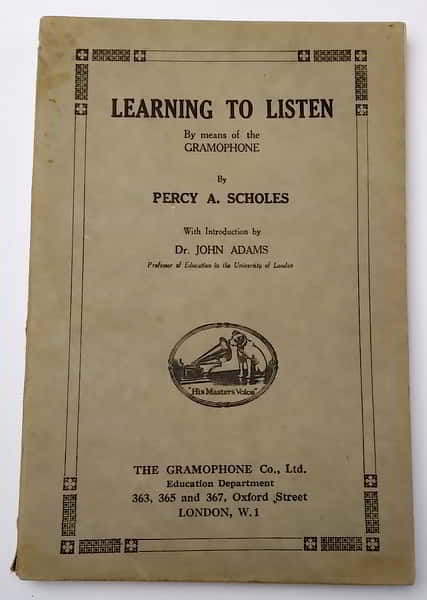 LEARNING TO LISTEN
By means of the
GRAMOPHONE
By
PERCY A. SCHOLES
With Introduction by
Dr. JOHN ADAMS
Professor of Education in the University of London
"His Master's Voice"
THE GRAMOPHONE Co., Ltd.
Education Department
363, 365 and 367, Oxford Street
LONDON, W.1